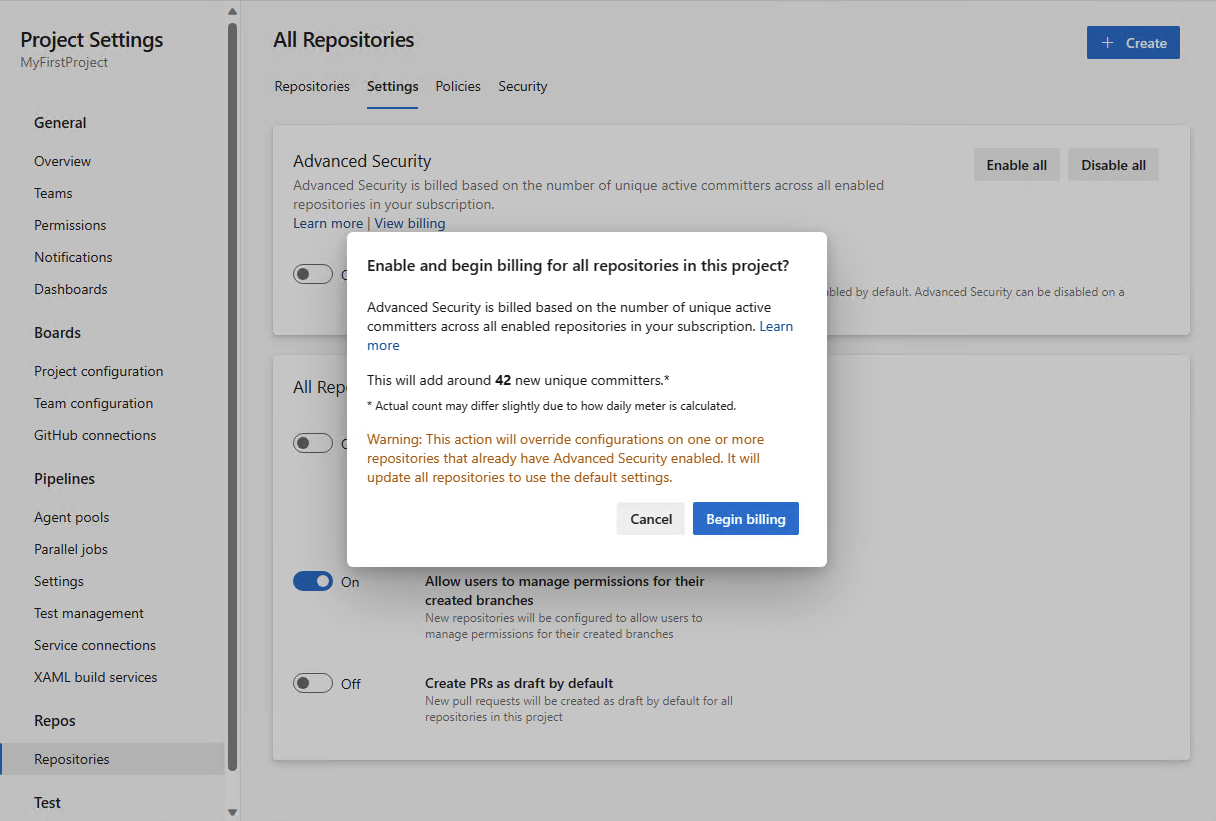 Project Settings
MyFirstProject
General
Overview
Teams
Permissions
Notifications
Dashboards
Boards
Project configuration
Team configuration
GitHub connections
Pipelines
Agent pools
Parallel jobs
Settings
Test management
Service connections
XAML build services
Repos
Repositories
Test
All Repositories
+ Create
Repositories Settings Policies Security
Advanced Security
Enable all Disable all
Advanced Security is billed based on the number of unique active committers across all enabled
repositories in your subscription.
Learn more | View billing
by default. Advanced Security can be disabled on a
All
Enable and begin billing for all repositories in this project?
Advanced Security is billed based on the number of unique active
committers across all enabled repositories in your subscription. Learn
more
This will add around 42 new unique committers.*
* Actual count may differ slightly due to how daily meter is calculated.
Warning: This action will override configurations on one or more
repositories that already have Advanced Security enabled. It will
update all repositories to use the default settings.
Cancel Begin billing
On
Allow users to manage permissions for their
created branches
New repositories will be configured to allow users to
manage permissions for their created branches
Off
Create PRs as draft by default
New pull requests will be created as draft by default for all
repositories in this project